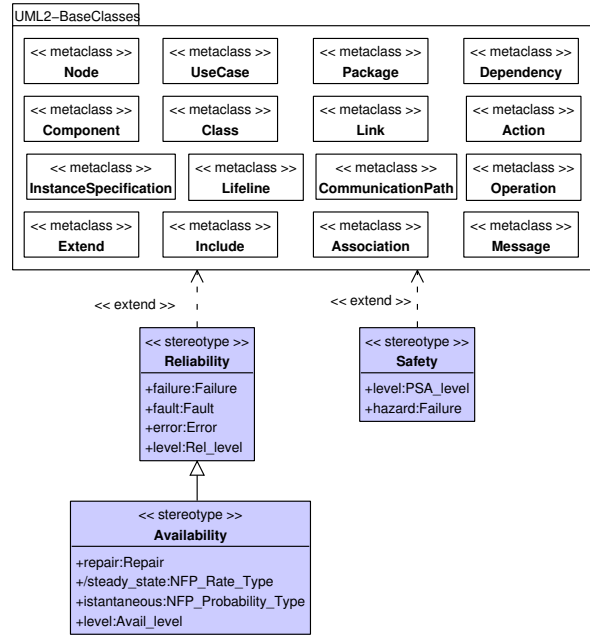 UML2-BaseClasses
<< metaclass >> << metaclass >> << metaclass >> << metaclass >>
Node UseCase Package Dependency
<< metaclass >> << metaclass >> << metaclass >> << metaclass >>
Component Class Link Action
<< metaclass >> << metaclass >> << metaclass >> << metaclass >>
InstanceSpecification Lifeline CommunicationPath Operation
<< metaclass >> << metaclass >> << metaclass >> << metaclass >>
Extend Include Association Message
<< extend >> << extend >>
<< stereotype >>
Reliability
+failure:Failure
+fault:Fault
+error:Error
+level:Rel_level
<< stereotype >>
Safety
+level:PSA_level
+hazard:Failure
<< stereotype >>
Availability
+repair:Repair
+/steady_state:NFP_Rate_Type
+istantaneous:NFP_Probability_Type
+level:Avail_level